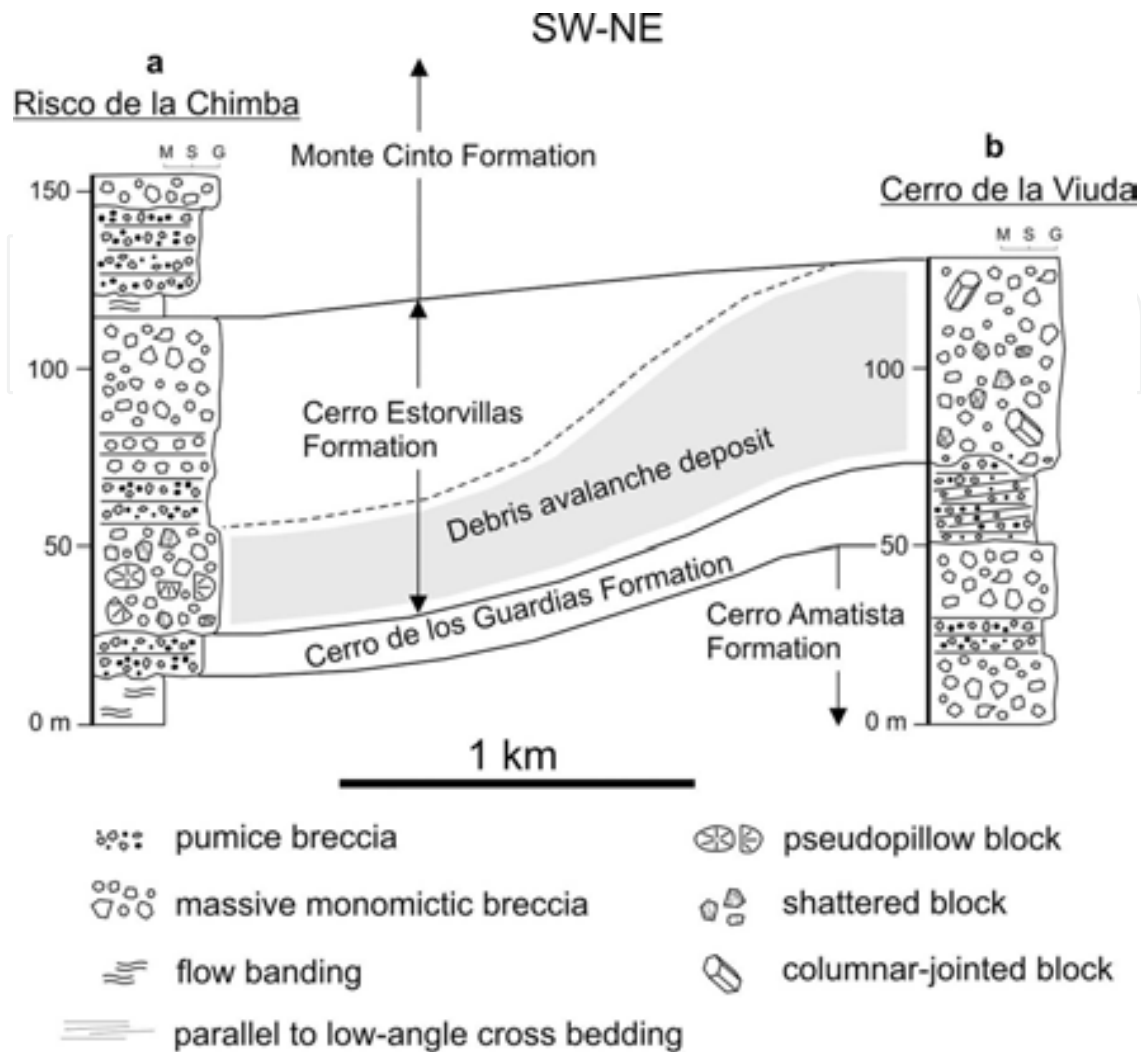 SW-NE
a
Risco de la Chimba
M S G
Monte Cinto Formation
b
Cerro de la Viuda
M S G
150
100
50
0 m
Cerro Estorvillas
Formation
Debris avalanche deposit
Cerro de los Guardias Formation
Cerro Amatista
Formation
100
50
0 m
1 km
pumice breccia
massive monomictic breccia
flow banding
parallel to low-angle cross bedding
pseudopillow block
shattered block
columnar-jointed block